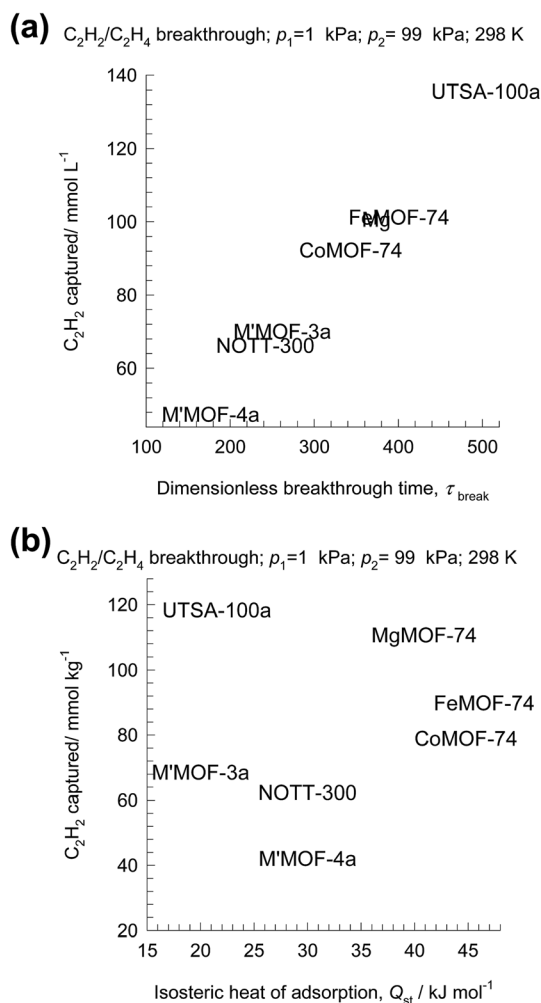 (a) C2H2/C2H4 breakthrough; p1=1 kPa; p2= 99 kPa; 298 K
140
UTSA-100a
120
C2H2 captured/ mmol L-1
100
FeMOF-74
Mg
CoMOF-74
80
M'MOF-3a
NOTT-300
60
M'MOF-4a
100 200 300 400 500
Dimensionless breakthrough time, τ break
(b) C2H2/C2H4 breakthrough; p1=1 kPa; p2= 99 kPa; 298 K
120
UTSA-100a
MgMOF-74
100
C2H2 captured/ mmol kg-1
FeMOF-74
80
CoMOF-74
M'MOF-3a
60
NOTT-300
40
M'MOF-4a
20
15 20 25 30 35 40 45
Isosteric heat of adsorption, Qst / kJ mol-1